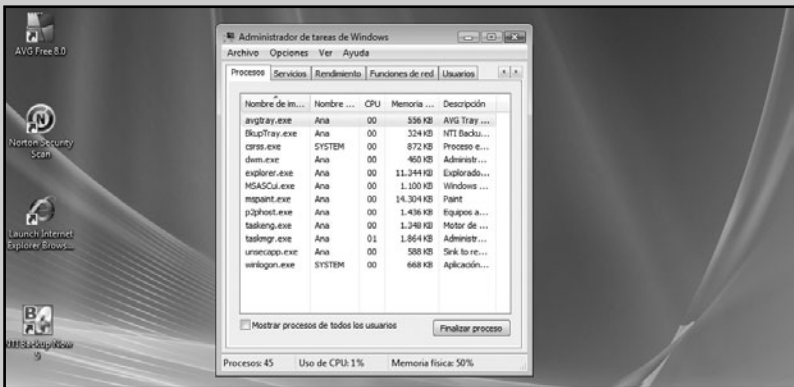 AVG Free 8.0
Norton Security
Scan
Launch Internet
Explorer Brows...
NTI Backup Now
5
Administrador de tareas de Windows
Archivo Opciones Ver Ayuda
Procesos Servicios Rendimiento Funciones de red Usuarios
Nombre de im... Nombre ... CPU Memoria ... Descripción
avgtray.exe Ana 00 556 KB AVG Tray ...
BkupTray.exe Ana 00 324 KB NTI Backu...
csrss.exe SYSTEM 00 872 KB Proceso e...
dwm.exe Ana 00 460 KB Administr...
explorer.exe Ana 00 11.344 KB Explorado...
MSASCui.exe Ana 00 1.100 KB Windows ...
mspaint.exe Ana 00 14.304 KB Paint
p2phost.exe Ana 00 1.436 KB Equipos a...
taskeng.exe Ana 00 1.348 KB Motor de ...
taskmgr.exe Ana 01 1.864 KB Administr...
unsecapp.exe Ana 00 588 KB Sink to re...
winlogon.exe SYSTEM 00 668 KB Aplicación...
Mostrar procesos de todos los usuarios
Finalizar proceso
Procesos: 45 Uso de CPU: 1% Memoria física: 50%